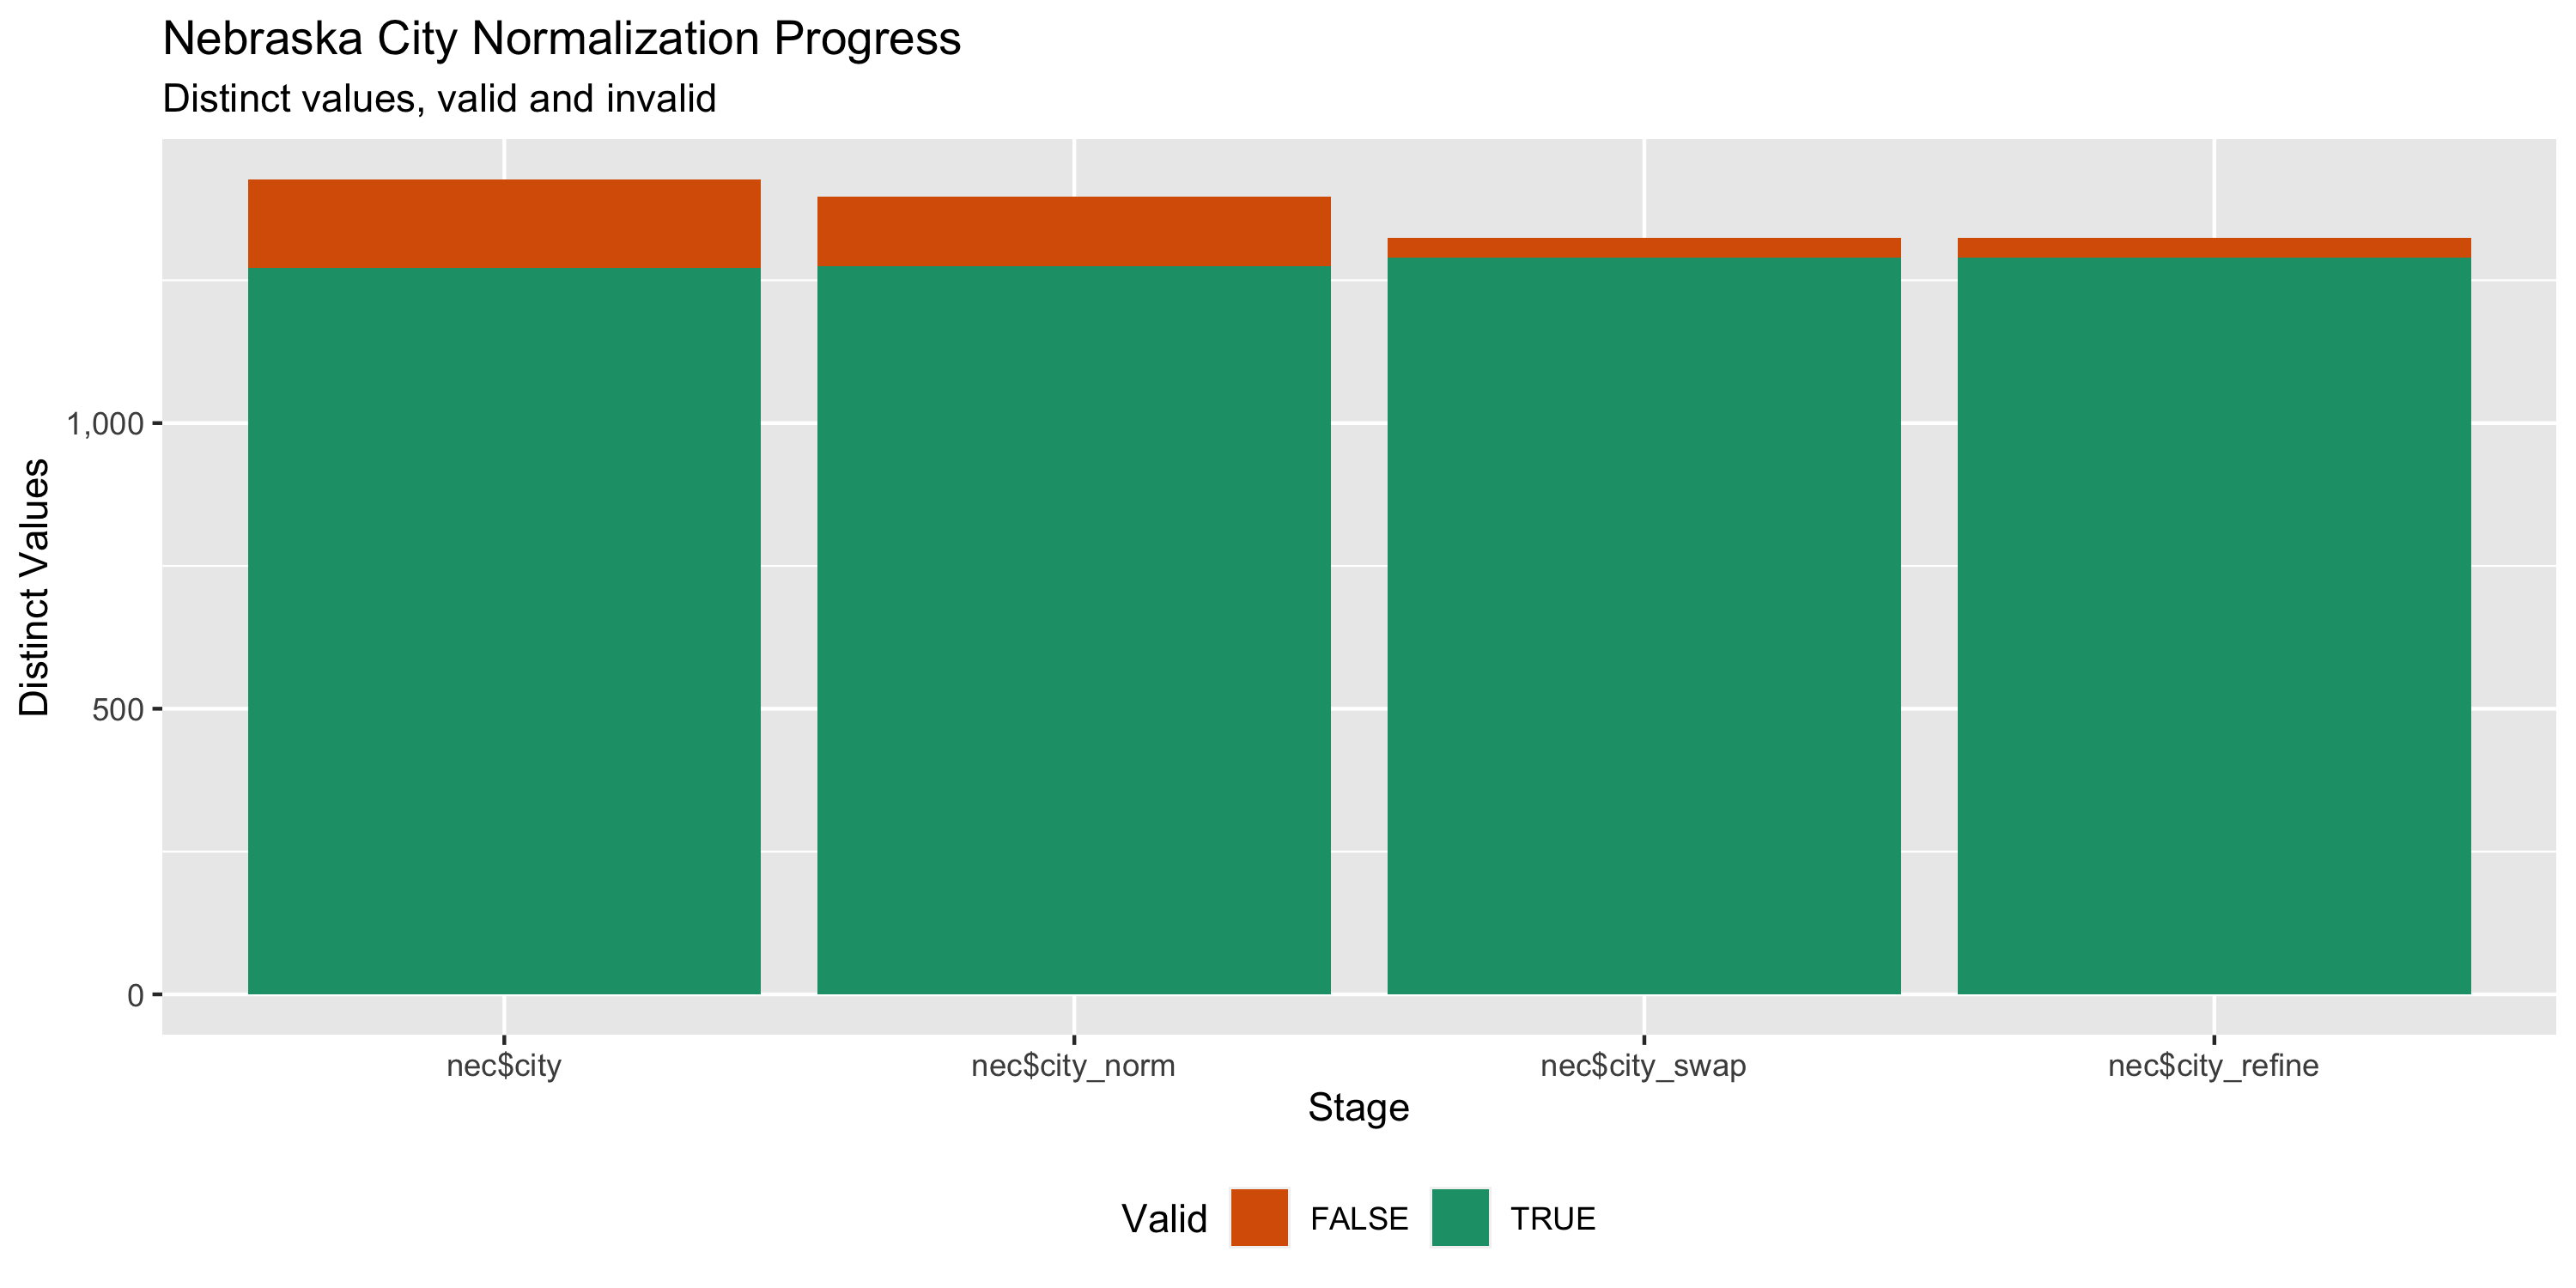 Nebraska City Normalization Progress
Distinct values, valid and invalid
Distinct Values
1,000
500
0
nec$city nec$city_norm nec$city_swap nec$city_refine
Stage
Valid FALSE TRUE